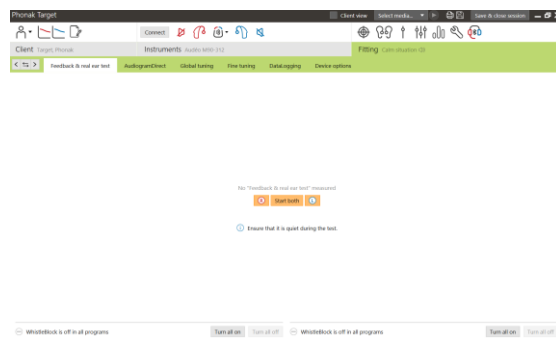 Phonak Target
Client view Select media... Save & close session
Connect
Client Target, Phonak Instruments Audéo M90-312 Fitting Calm situation
Feedback & real ear test AudiogramDirect Global tuning Fine tuning DataLogging Device options
No "Feedback & real ear test" measured
Start both
Ensure that it is quiet during the test.
WhistleBlock is off in all programs Turn all on Turn all off WhistleBlock is off in all programs Turn all on Turn all off